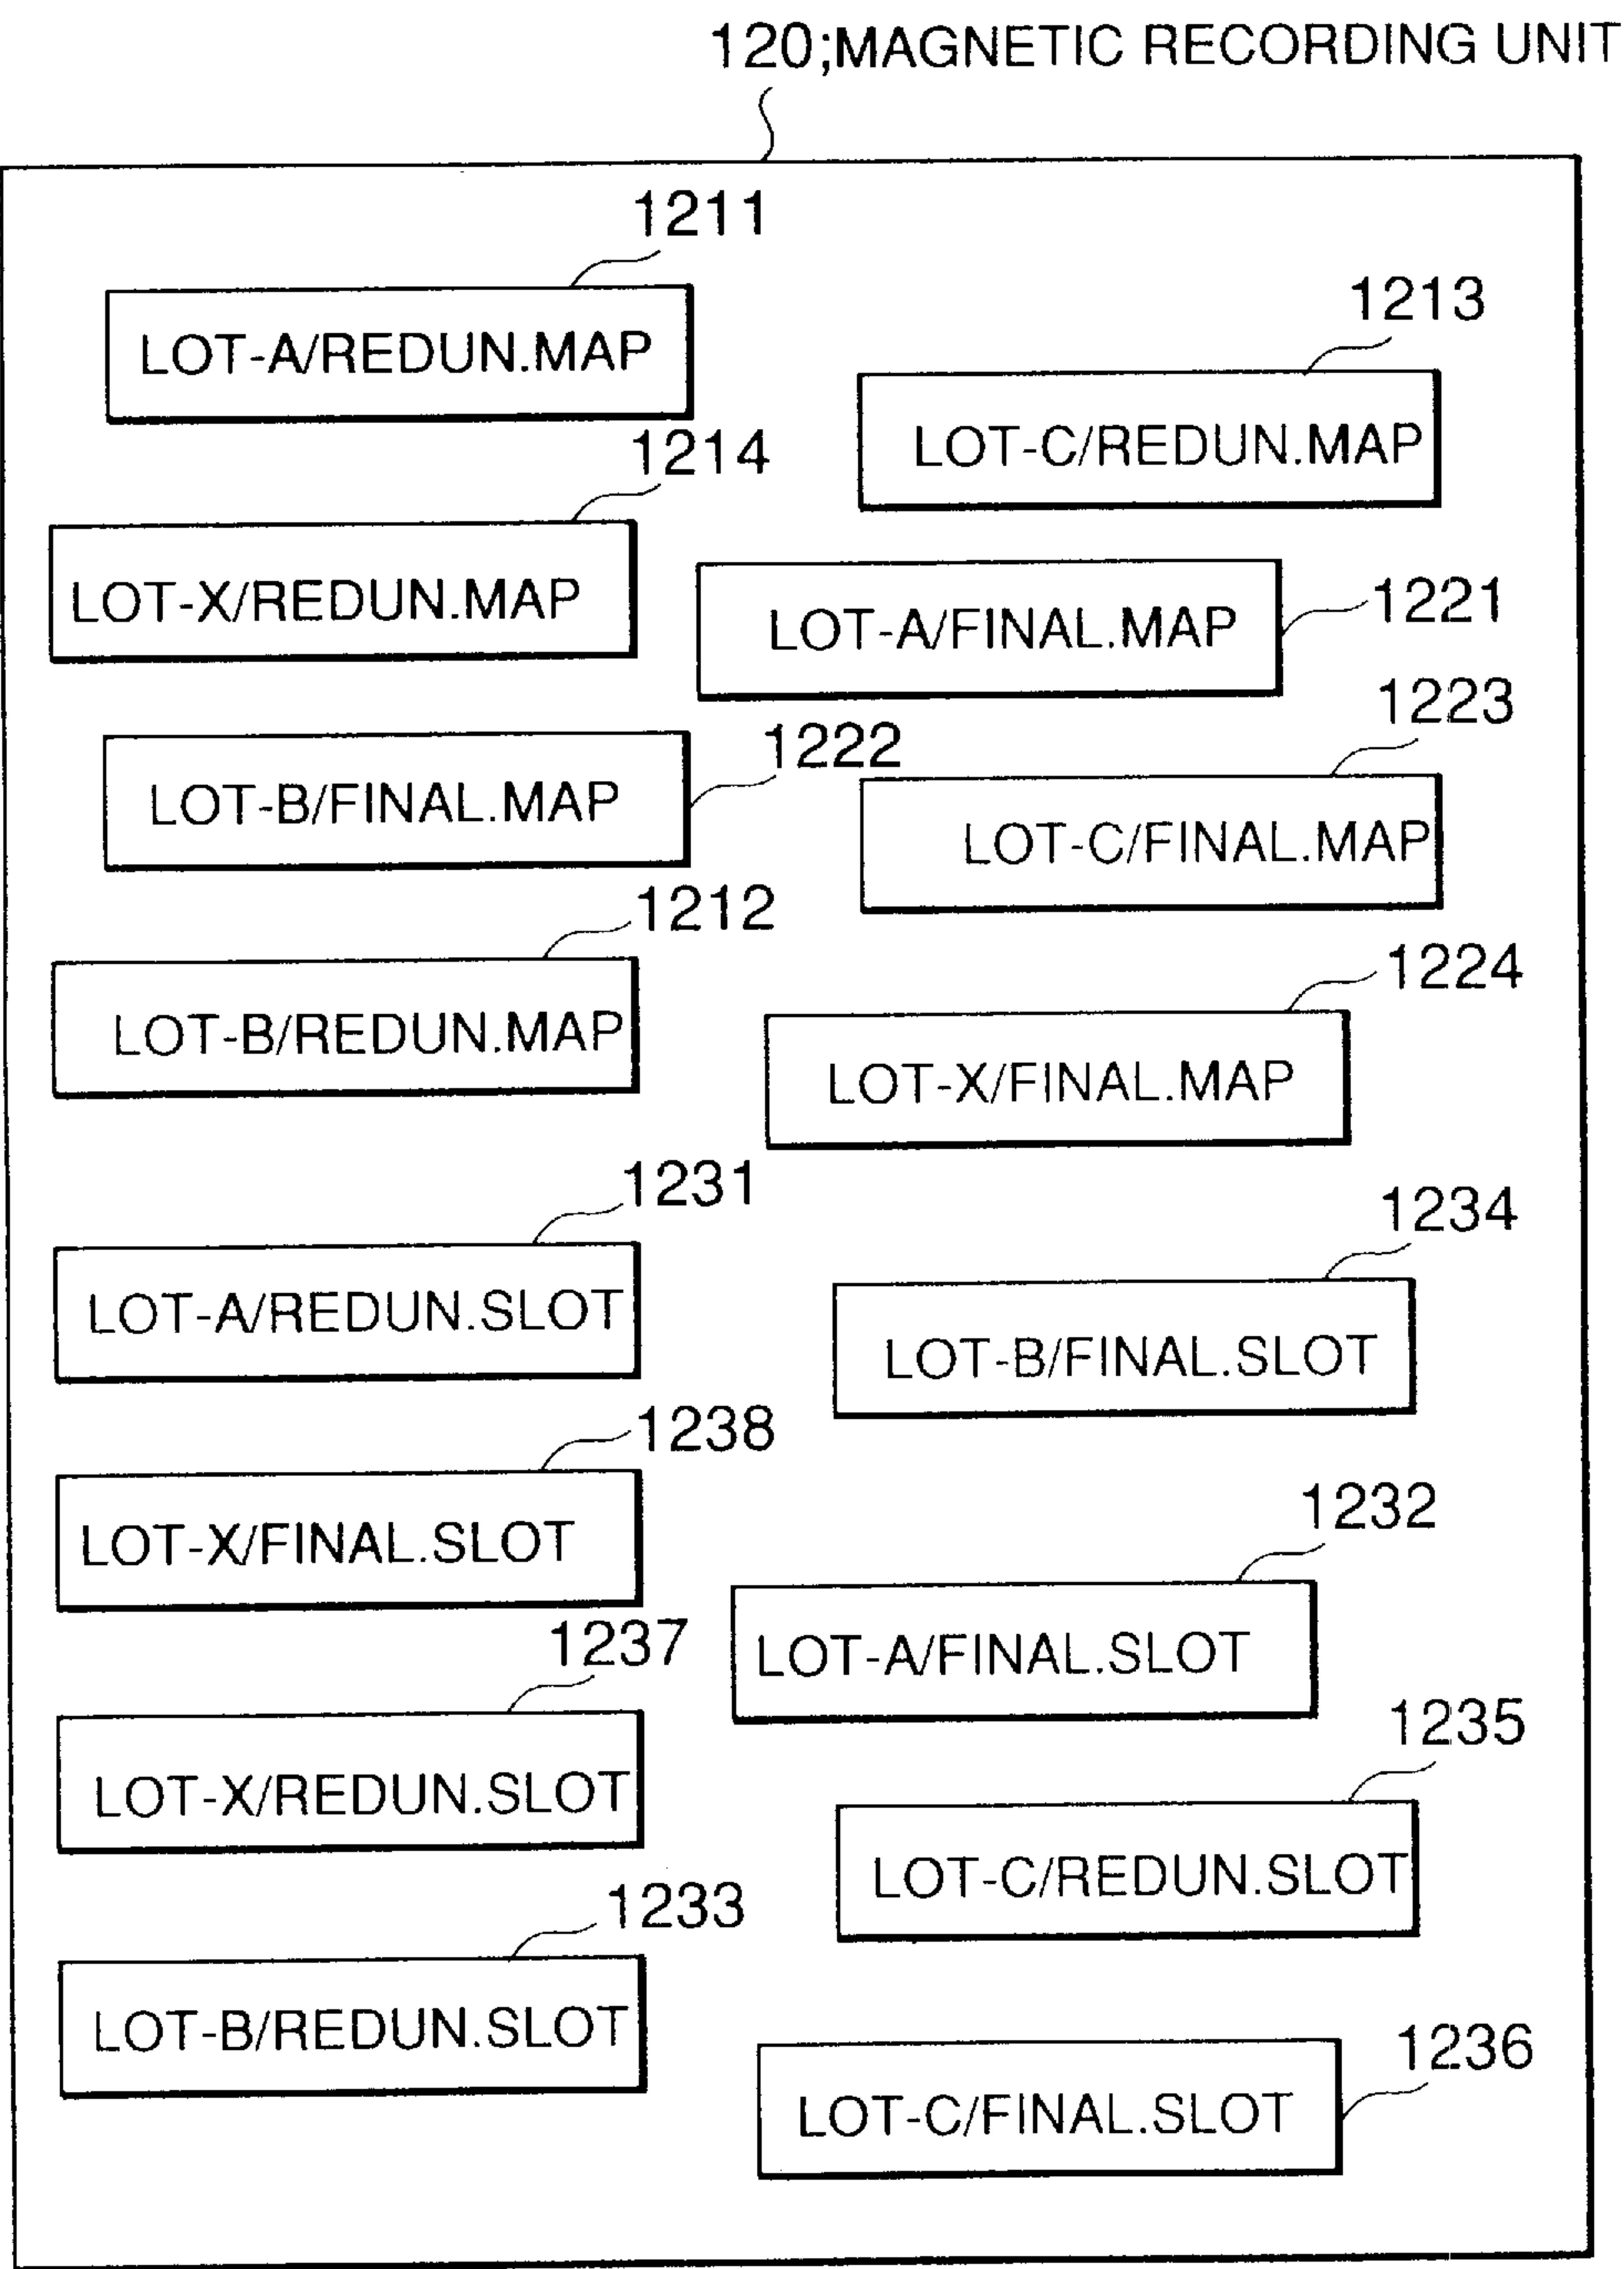 120;MAGNETIC RECORDING UNIT
1211
LOT-A/REDUN.MAP
1213
LOT-C/REDUN.MAP
1214
LOT-X/REDUN.MAP
1221
LOT-A/FINAL.MAP
1222
LOT-B/FINAL.MAP
1223
LOT-C/FINAL.MAP
1212
LOT-B/REDUN.MAP
1224
LOT-X/FINAL.MAP
1231
LOT-A/REDUN.SLOT
1234
LOT-B/FINAL.SLOT
1238
LOT-X/FINAL.SLOT
1232
LOT-A/FINAL.SLOT
1237
LOT-X/REDUN.SLOT
1235
LOT-C/REDUN.SLOT
1233
LOT-B/REDUN.SLOT
1236
LOT-C/FINAL.SLOT